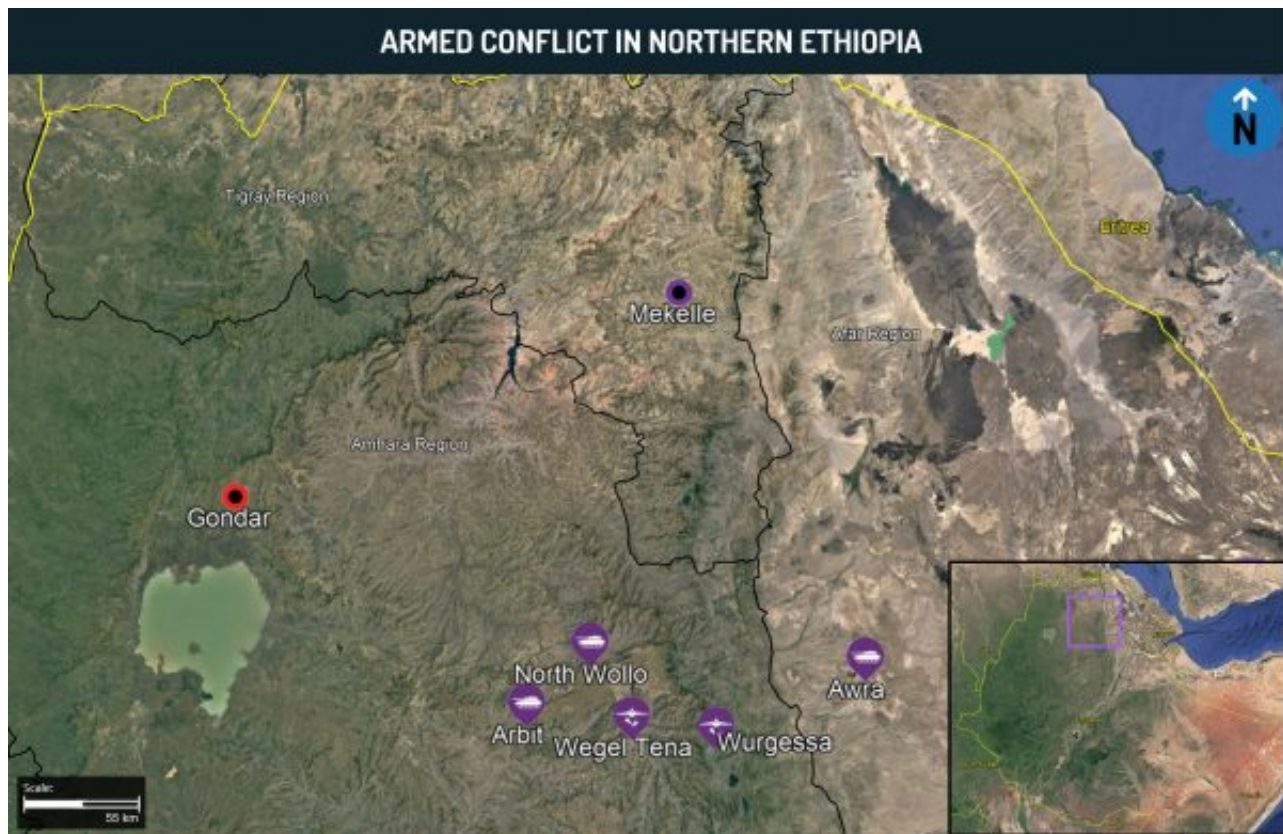 ARMED CONFLICT IN NORTHERN ETHIOPIA
N
Tigray Region
Eritrea
Mekelle
Afar Region
Amhara Region
Gondar
North Wollo
Awra
Arbit
Wegel Tena
Wurgessa
Scale:
55 km